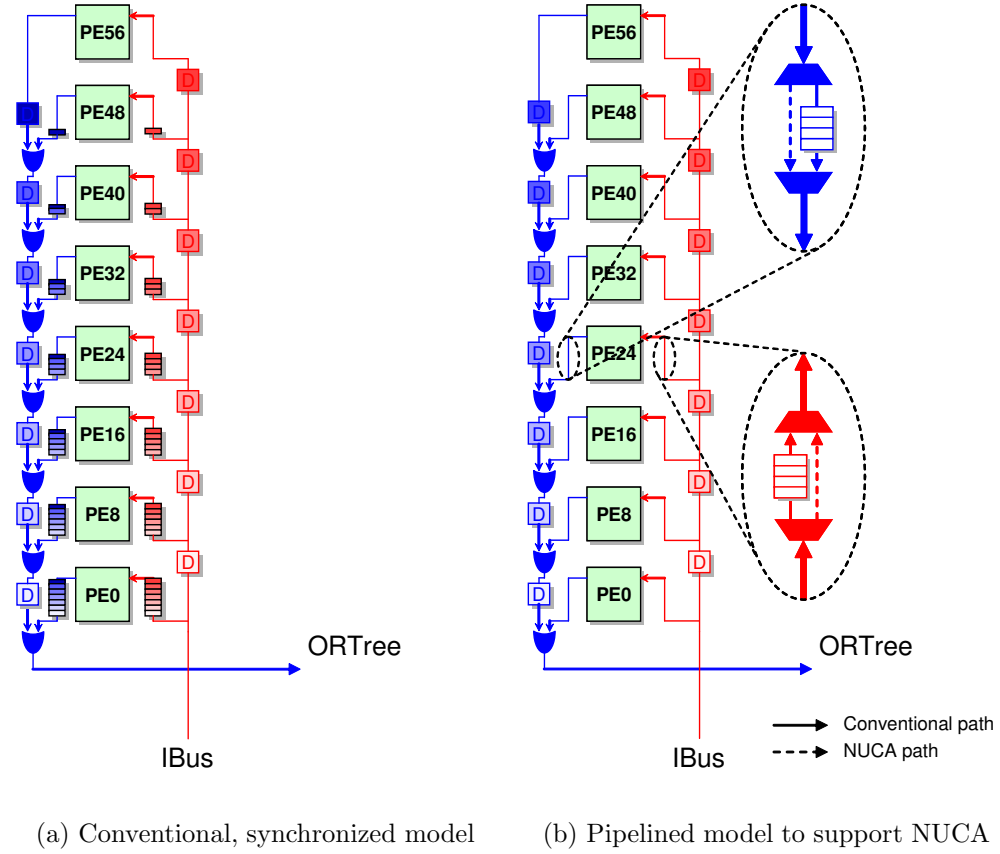 PE56
D
D
PE48
D
D
PE40
D
D
PE32
D
D
PE24
D
D
PE16
D
D
PE8
D
D
PE0
ORTree
IBus
PE56
D
D
PE48
D
D
PE40
D
D
PE32
D
D
PE24
D
D
PE16
D
D
PE8
D
D
PE0
ORTree
IBus
Conventional path
NUCA path
(a) Conventional, synchronized model
(b) Pipelined model to support NUCA